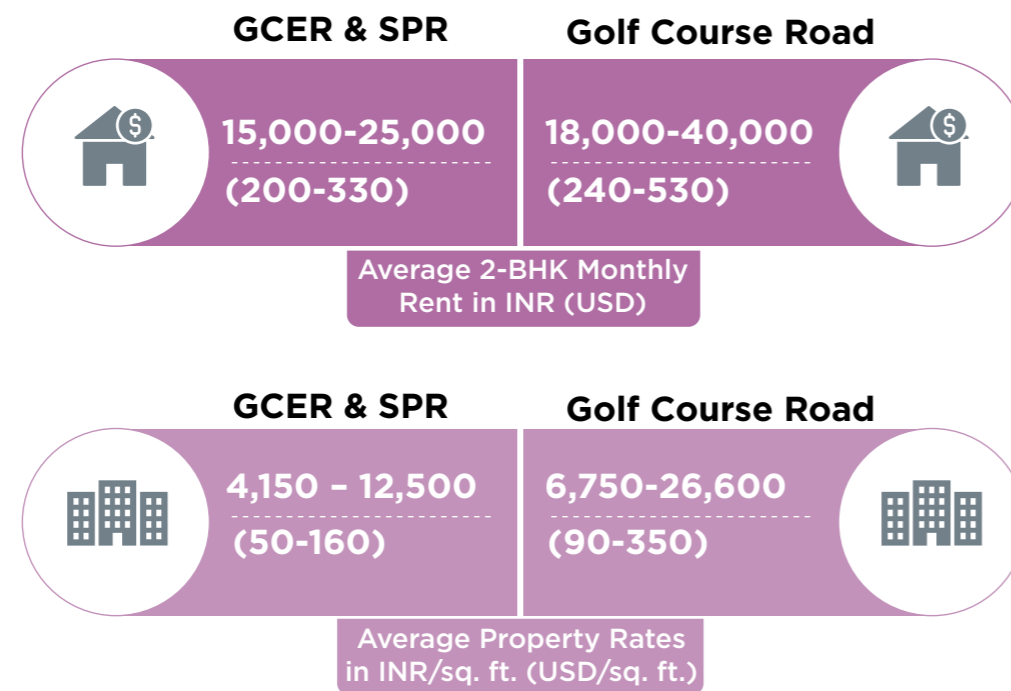 GCER & SPR
Golf Course Road
15,000-25,000
(200-330)
18,000-40,000
(240-530)
Average 2-BHK Monthly
Rent in INR (USD)
GCER & SPR
Golf Course Road
4,150 – 12,500
(50-160)
6,750-26,600
(90-350)
Average Property Rates
in INR/sq. ft. (USD/sq. ft.)